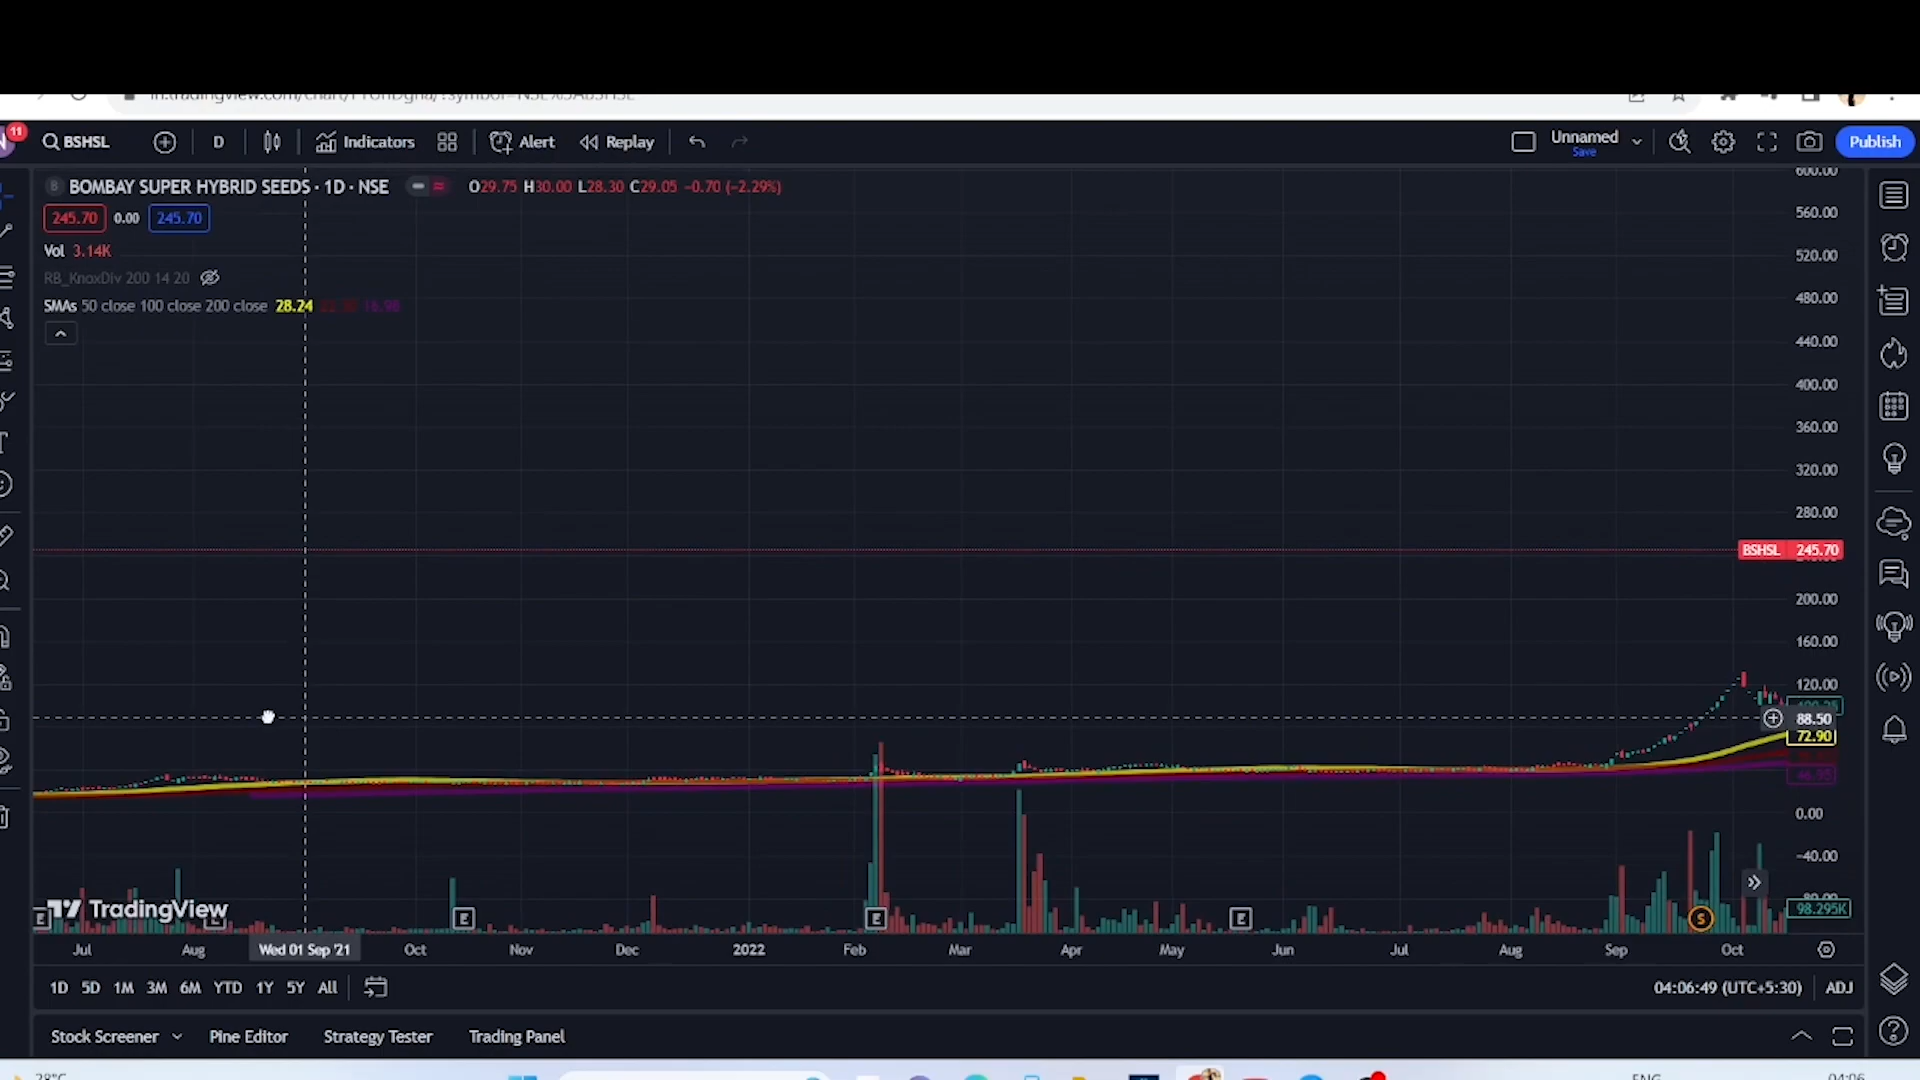 11
BSHSL
D
Indicators
Alert
Replay
Unnamed
Save
Publish
B BOMBAY SUPER HYBRID SEEDS · 1D · NSE
O29.75 H30.00 L28.30 C29.05 −0.70 (−2.29%)
245.70 0.00 245.70
Vol 3.14K
RB_KnoxDiv 200 14 20
SMAs 50 close 100 close 200 close 28.24 16.98
600.00
560.00
520.00
480.00
440.00
400.00
360.00
320.00
280.00
BSHSL 245.70
200.00
160.00
120.00
88.50
72.90
46.95
0.00
−40.00
98.295K
TradingView
E E E E S
Jul Aug Wed 01 Sep '21 Oct Nov Dec 2022 Feb Mar Apr May Jun Jul Aug Sep Oct
1D 5D 1M 3M 6M YTD 1Y 5Y All
04:06:49 (UTC+5:30) ADJ
Stock Screener Pine Editor Strategy Tester Trading Panel